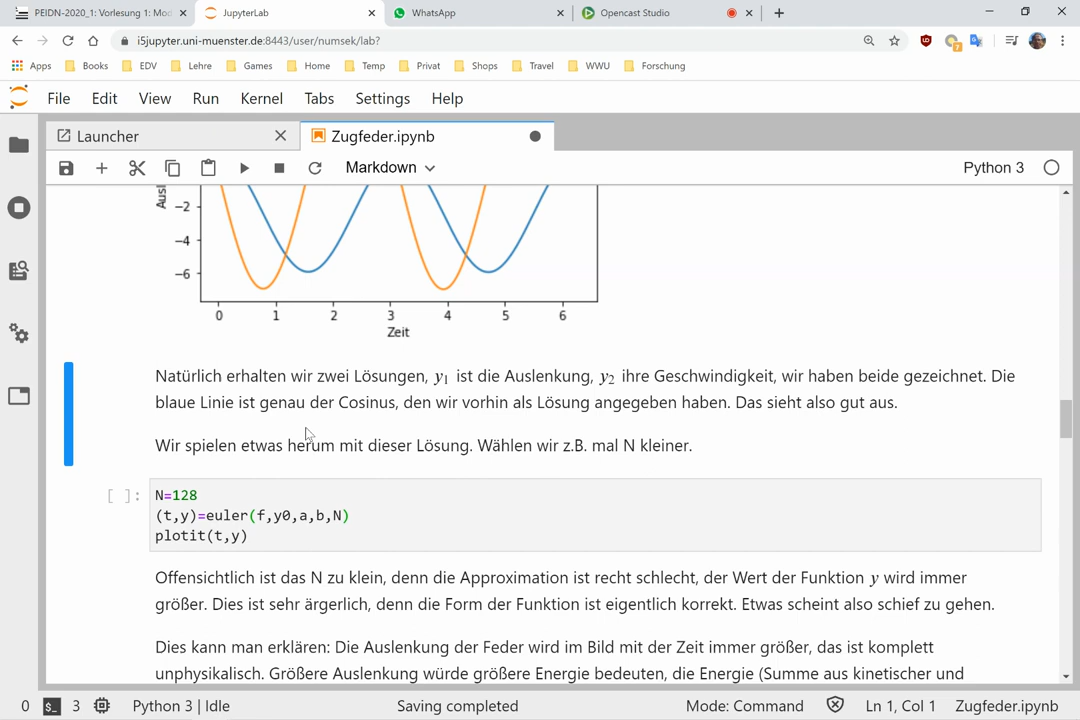 PEIDN-2020_1: Vorlesung 1: Mod
JupyterLab
WhatsApp
Opencast Studio
i5jupyter.uni-muenster.de:8443/user/numsek/lab?
Apps
Books
EDV
Lehre
Games
Home
Temp
Privat
Shops
Travel
WWU
Forschung
File Edit View Run Kernel Tabs Settings Help
Launcher
Zugfeder.ipynb
Markdown
Python 3
Ausl
−2
−4
−6
0 1 2 3 4 5 6
Zeit
Natürlich erhalten wir zwei Lösungen, y₁ ist die Auslenkung, y₂ ihre Geschwindigkeit, wir haben beide gezeichnet. Die
blaue Linie ist genau der Cosinus, den wir vorhin als Lösung angegeben haben. Das sieht also gut aus.
Wir spielen etwas herum mit dieser Lösung. Wählen wir z.B. mal N kleiner.
[ ]:
N=128
(t,y)=euler(f,y0,a,b,N)
plotit(t,y)
Offensichtlich ist das N zu klein, denn die Approximation ist recht schlecht, der Wert der Funktion y wird immer
größer. Dies ist sehr ärgerlich, denn die Form der Funktion ist eigentlich korrekt. Etwas scheint also schief zu gehen.
Dies kann man erklären: Die Auslenkung der Feder wird im Bild mit der Zeit immer größer, das ist komplett
unphysikalisch. Größere Auslenkung würde größere Energie bedeuten, die Energie (Summe aus kinetischer und
0
3
Python 3 | Idle
Saving completed
Mode: Command
Ln 1, Col 1
Zugfeder.ipynb